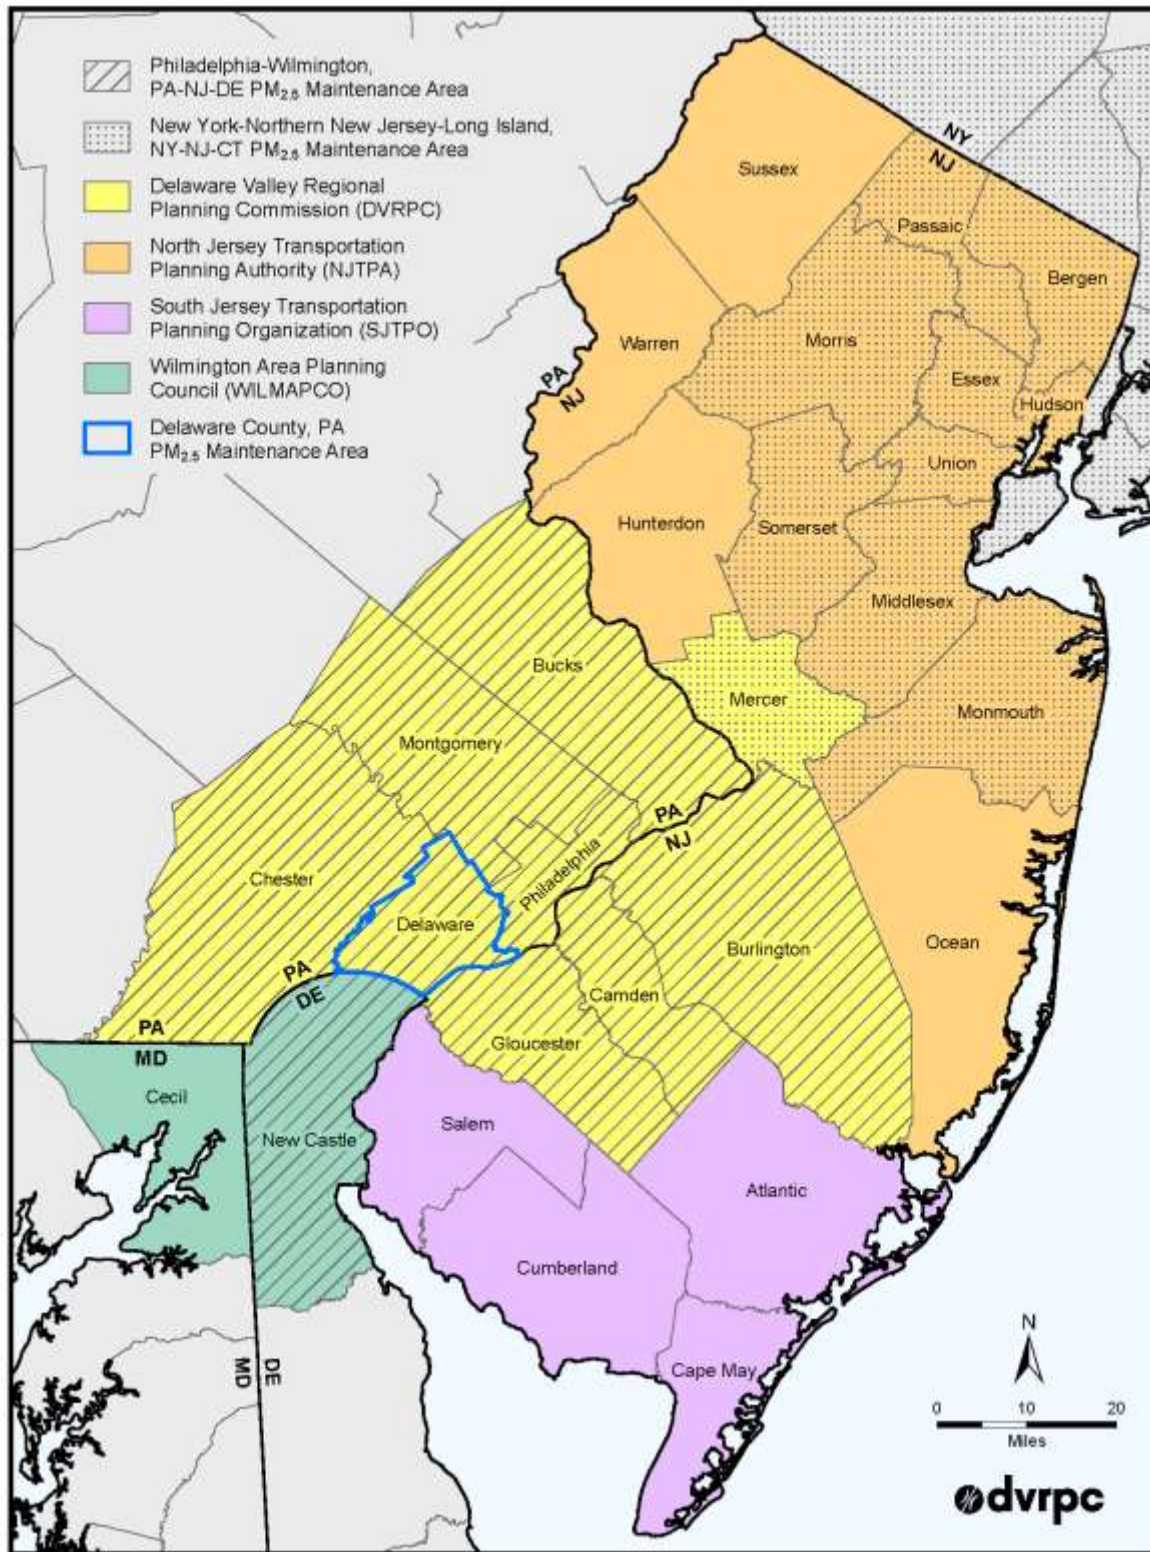 Philadelphia-Wilmington,
PA-NJ-DE PM₂.₅ Maintenance Area
New York-Northern New Jersey-Long Island,
NY-NJ-CT PM₂.₅ Maintenance Area
Delaware Valley Regional
Planning Commission (DVRPC)
North Jersey Transportation
Planning Authority (NJTPA)
South Jersey Transportation
Planning Organization (SJTPO)
Wilmington Area Planning
Council (WILMAPCO)
Delaware County, PA
PM₂.₅ Maintenance Area
NY
NJ
Sussex
Passaic
Bergen
Warren
Morris
PA
NJ
Essex
Hudson
Union
Hunterdon
Somerset
Middlesex
Bucks
Mercer
Monmouth
Montgomery
PA
NJ
Chester
Philadelphia
Delaware
Burlington
Ocean
PA
DE
Camden
Gloucester
PA
MD
Cecil
New Castle
Salem
Atlantic
Cumberland
Cape May
MD
DE
N
0 10 20
Miles
dvrpc